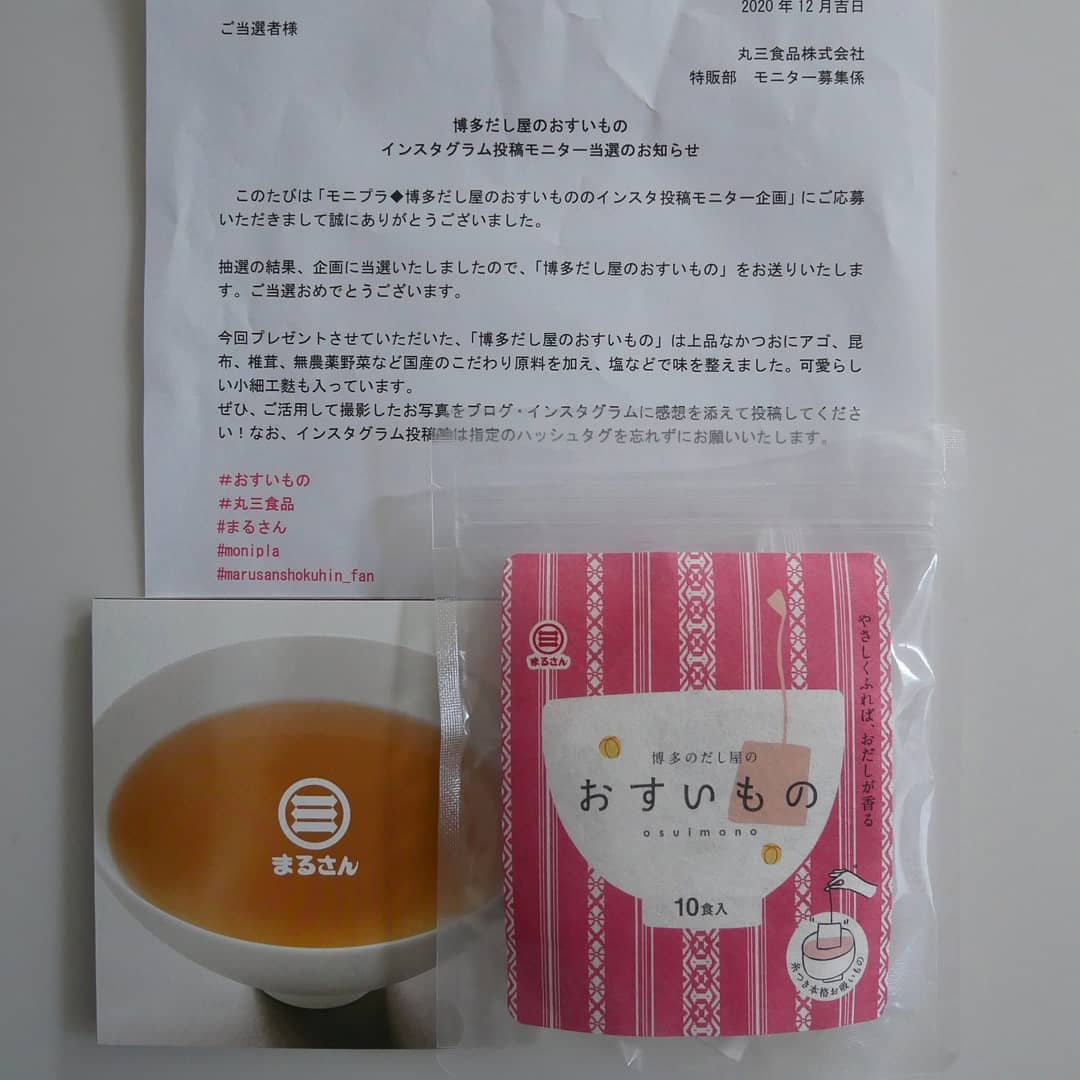 2020 年 12 月吉日
ご当選者様
丸三食品株式会社
特販部　モニター募集係
博多だし屋のおすいもの
インスタグラム投稿モニター当選のお知らせ
このたびは「モニプラ◆博多だし屋のおすいもののインスタ投稿モニター企画」にご応募
いただきまして誠にありがとうございました。
抽選の結果、企画に当選いたしましたので、「博多だし屋のおすいもの」をお送りいたしま
す。ご当選おめでとうございます。
今回プレゼントさせていただいた、「博多だし屋のおすいもの」は上品なかつおにアゴ、昆
布、椎茸、無農薬野菜など国産のこだわり原料を加え、塩などで味を整えました。可愛らし
い小細工麩も入っています。
ぜひ、ご活用して撮影したお写真をブログ・インスタグラムに感想を添えて投稿してくださ
い！なお、インスタグラム投稿時は指定のハッシュタグを忘れずにお願いいたします。
＃おすいもの
＃丸三食品
#まるさん
#monipla
#marusanshokuhin_fan
まるさん
まるさん
やさしくふれば、おだしが香る
博多のだし屋の
おすいもの
osuimono
10食入
糸つき本格お吸いもの